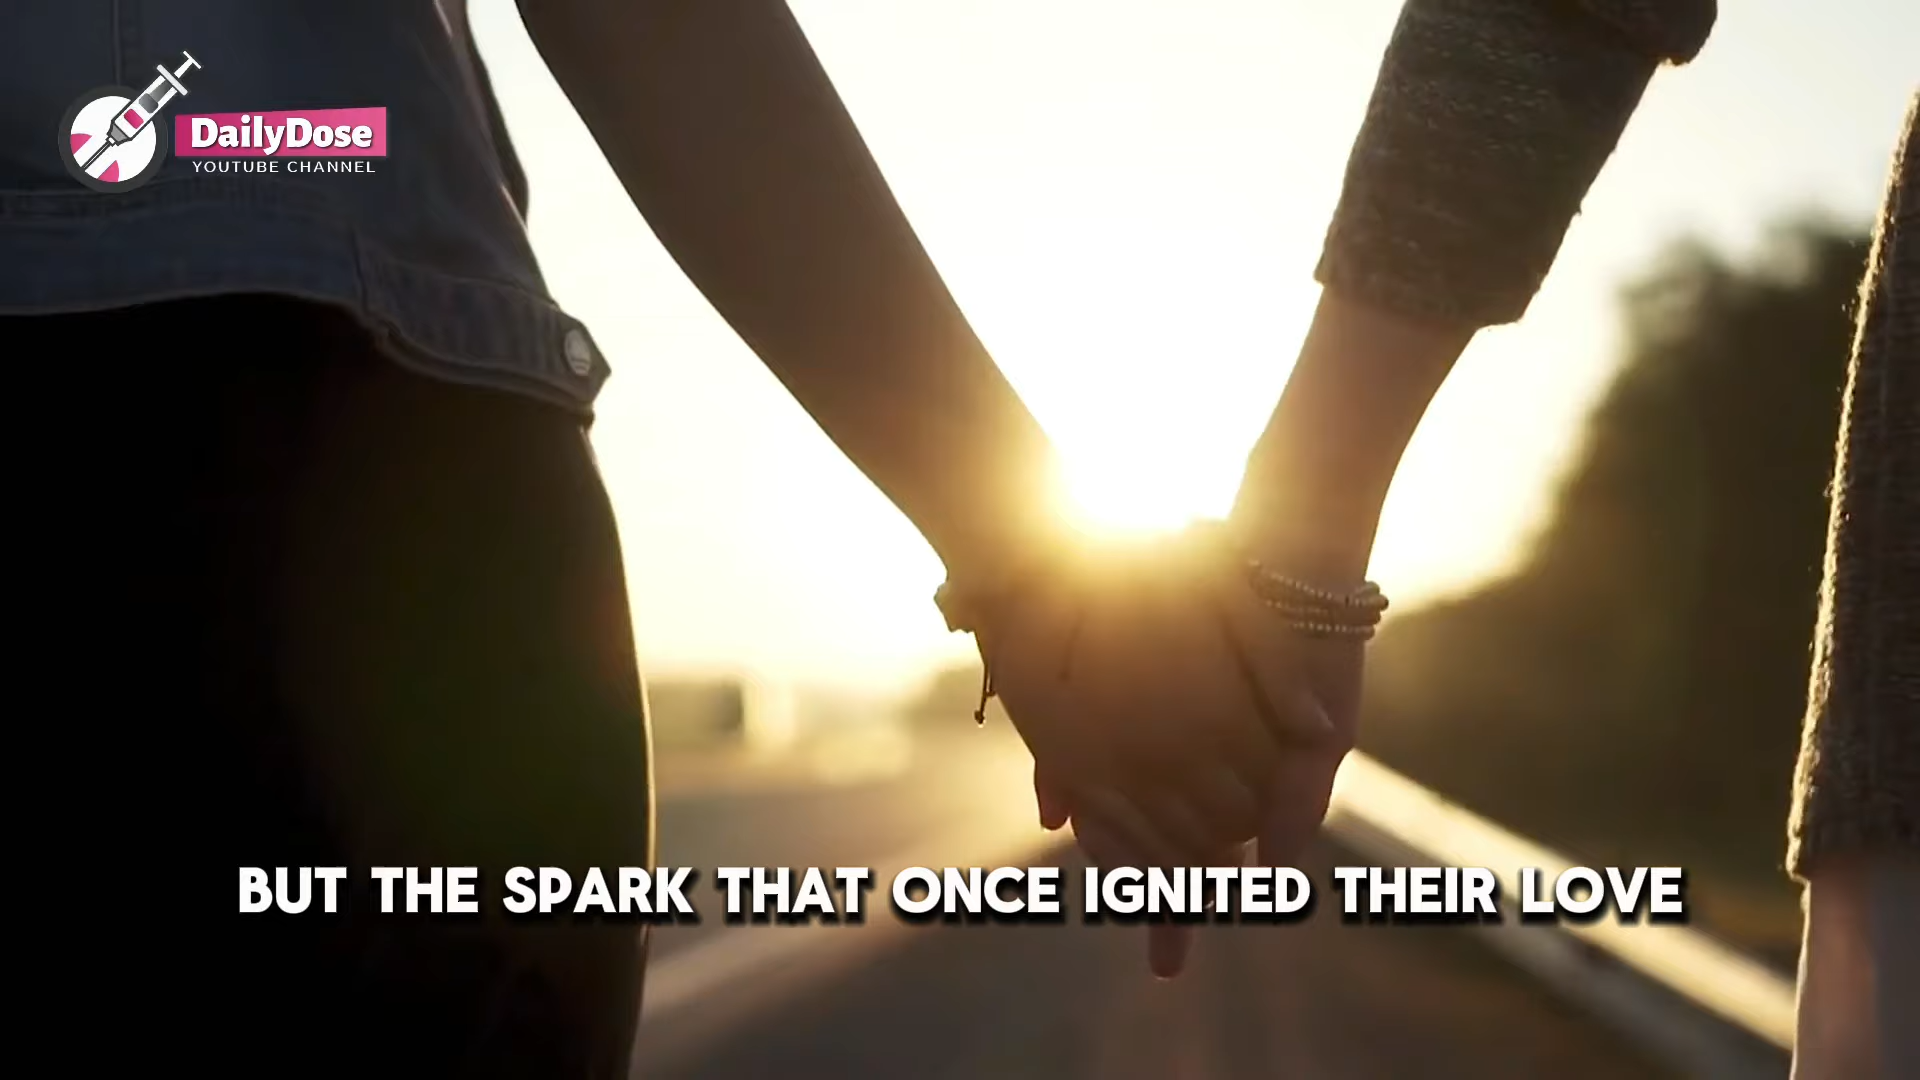 DailyDose
YOUTUBE CHANNEL
BUT THE SPARK THAT ONCE IGNITED THEIR LOVE